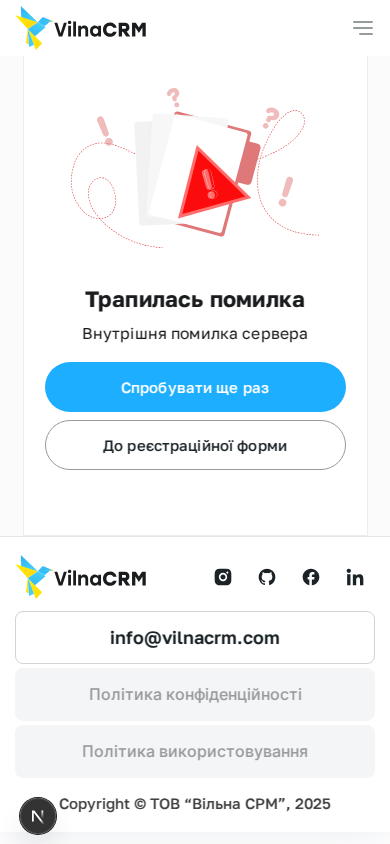 VilnaCRM
Трапилась помилка
Внутрішня помилка сервера
Спробувати ще раз
До реєстраційної форми
VilnaCRM
info@vilnacrm.com
Політика конфіденційності
Політика використовування
Copyright © ТОВ “Вільна СРМ”, 2025
N